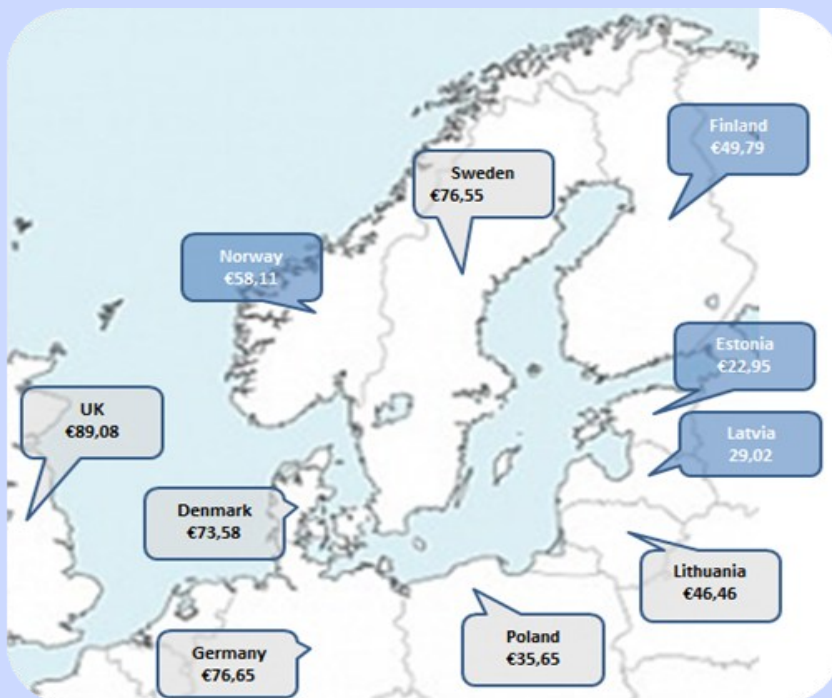 Finland
€49,79
Sweden
€76,55
Norway
€58,11
Estonia
€22,95
UK
€89,08
Latvia
29,02
Denmark
€73,58
Lithuania
€46,46
Germany
€76,65
Poland
€35,65